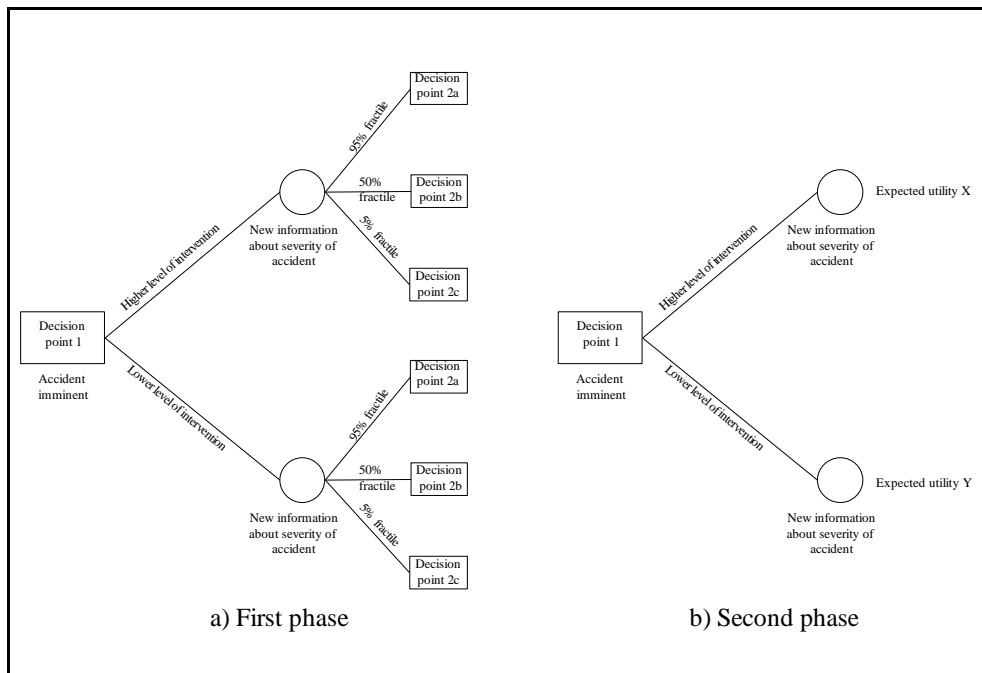 Decision
point 2a
95% fractile
50%
fractile
Decision
point 2b
5% fractile
New information
about severity of
accident
Higher level of intervention
Decision
point 2c
Decision
point 1
Accident
imminent
Lower level of intervention
Decision
point 2a
95% fractile
50%
fractile
Decision
point 2b
5% fractile
New information
about severity of
accident
Decision
point 2c
a) First phase
Expected utility X
New information
about severity of
accident
Higher level of intervention
Decision
point 1
Accident
imminent
Lower level of intervention
Expected utility Y
New information
about severity of
accident
b) Second phase